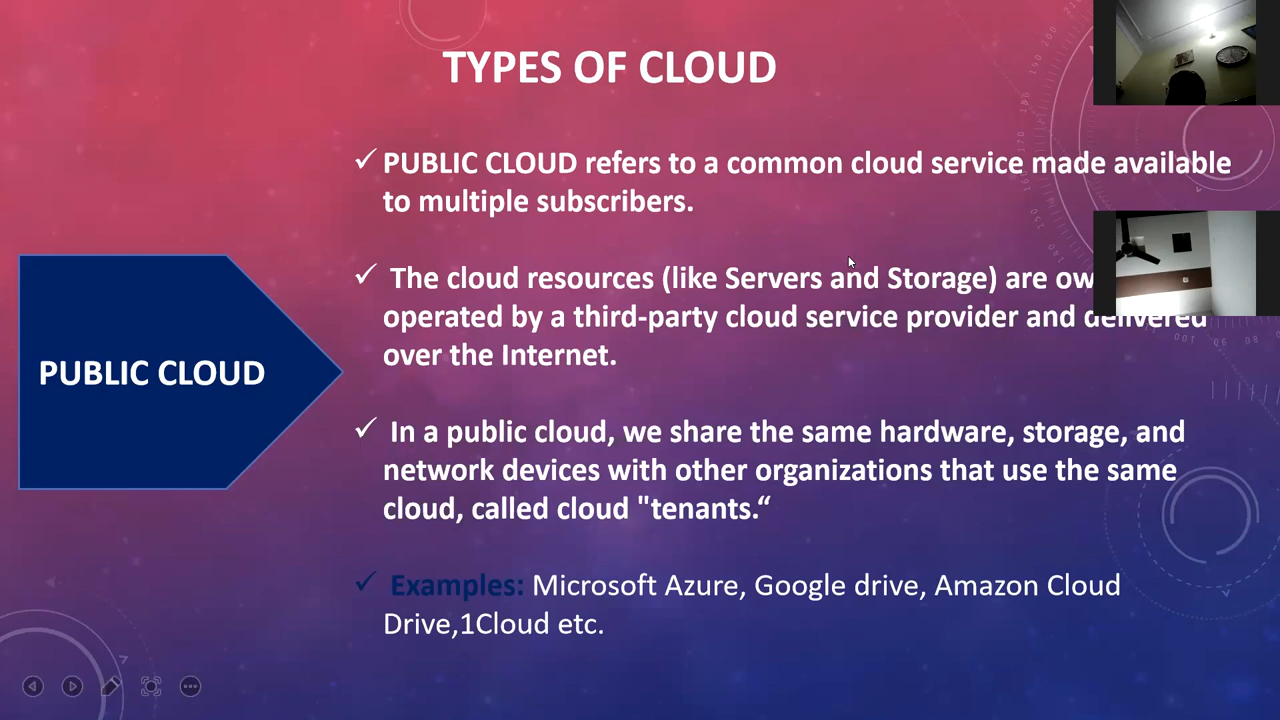 TYPES OF CLOUD
PUBLIC CLOUD refers to a common cloud service made available
to multiple subscribers.
The cloud resources (like Servers and Storage) are
operated by a third-party cloud service provider and delivered
over the Internet.
PUBLIC CLOUD
In a public cloud, we share the same hardware, storage, and
network devices with other organizations that use the same
cloud, called cloud "tenants.“
Examples: Microsoft Azure, Google drive, Amazon Cloud
Drive,1Cloud etc.